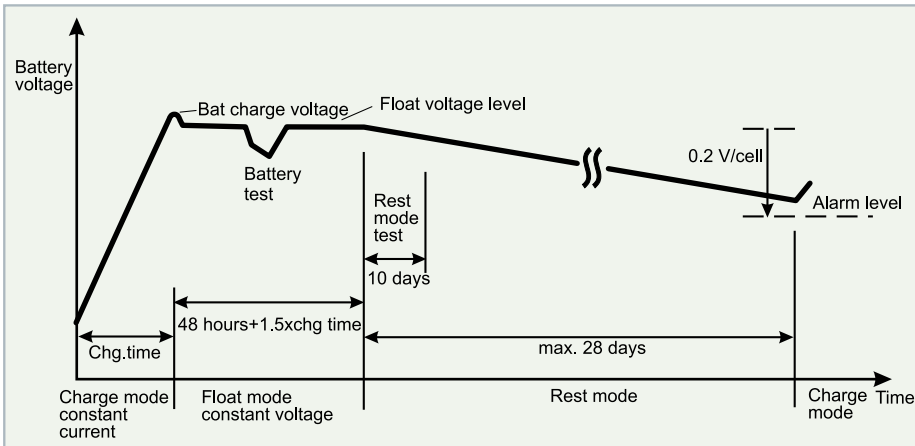 Battery
voltage
Bat charge voltage
Float voltage level
Battery
test
0.2 V/cell
Alarm level
Rest
mode
test
10 days
48 hours+1.5xchg time
Chg.time
max. 28 days
Charge mode
constant
current
Float mode
constant voltage
Rest mode
Charge
mode
Time